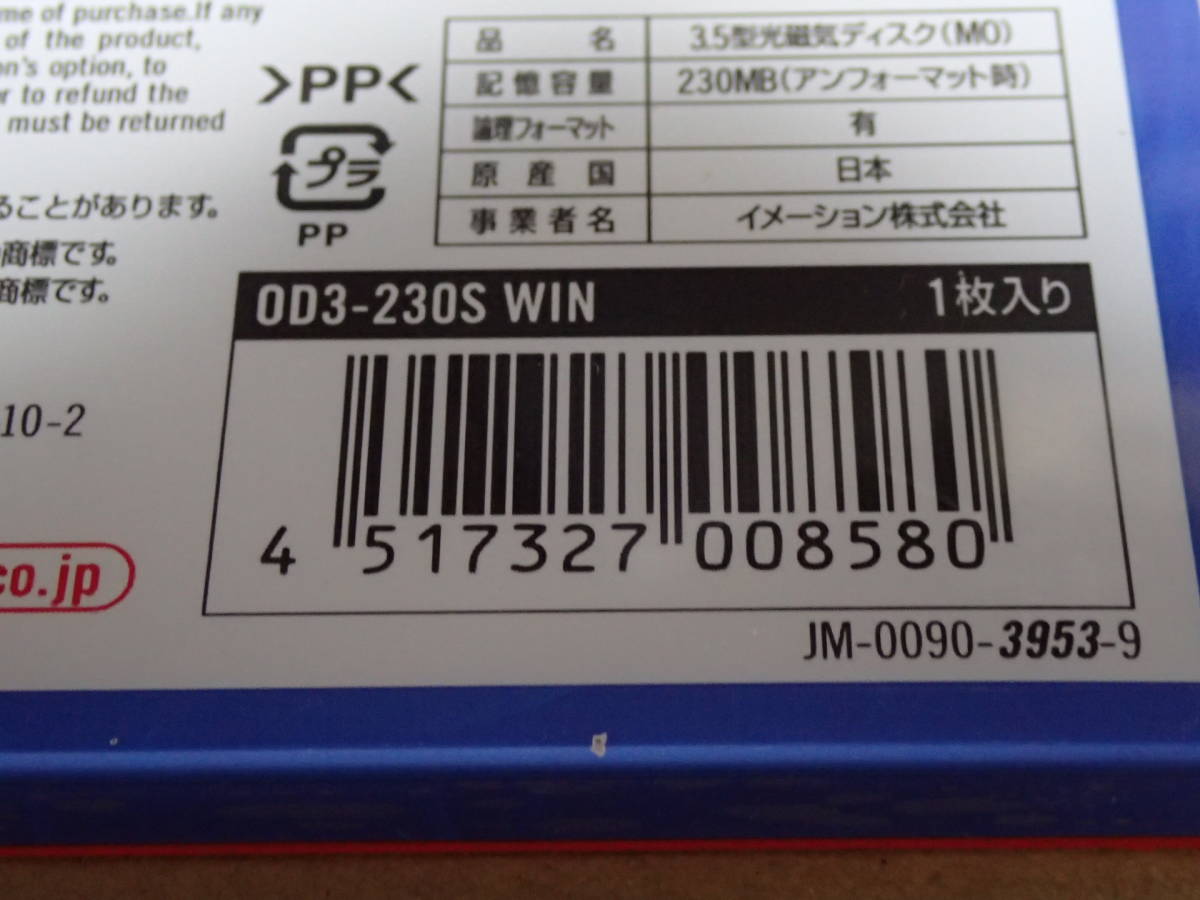 me of purchase.If any
of the product,
on's option, to
r to refund the
must be returned
ることがあります。
商標です。
商標です。
10-2
co.jp
>PP<
プラ
PP
品名 3.5型光磁気ディスク(MO)
記憶容量 230MB(アンフォーマット時)
論理フォーマット 有
原産国 日本
事業者名 イメーション株式会社
OD3-230S WIN 1枚入り
4 517327 008580
JM-0090-3953-9